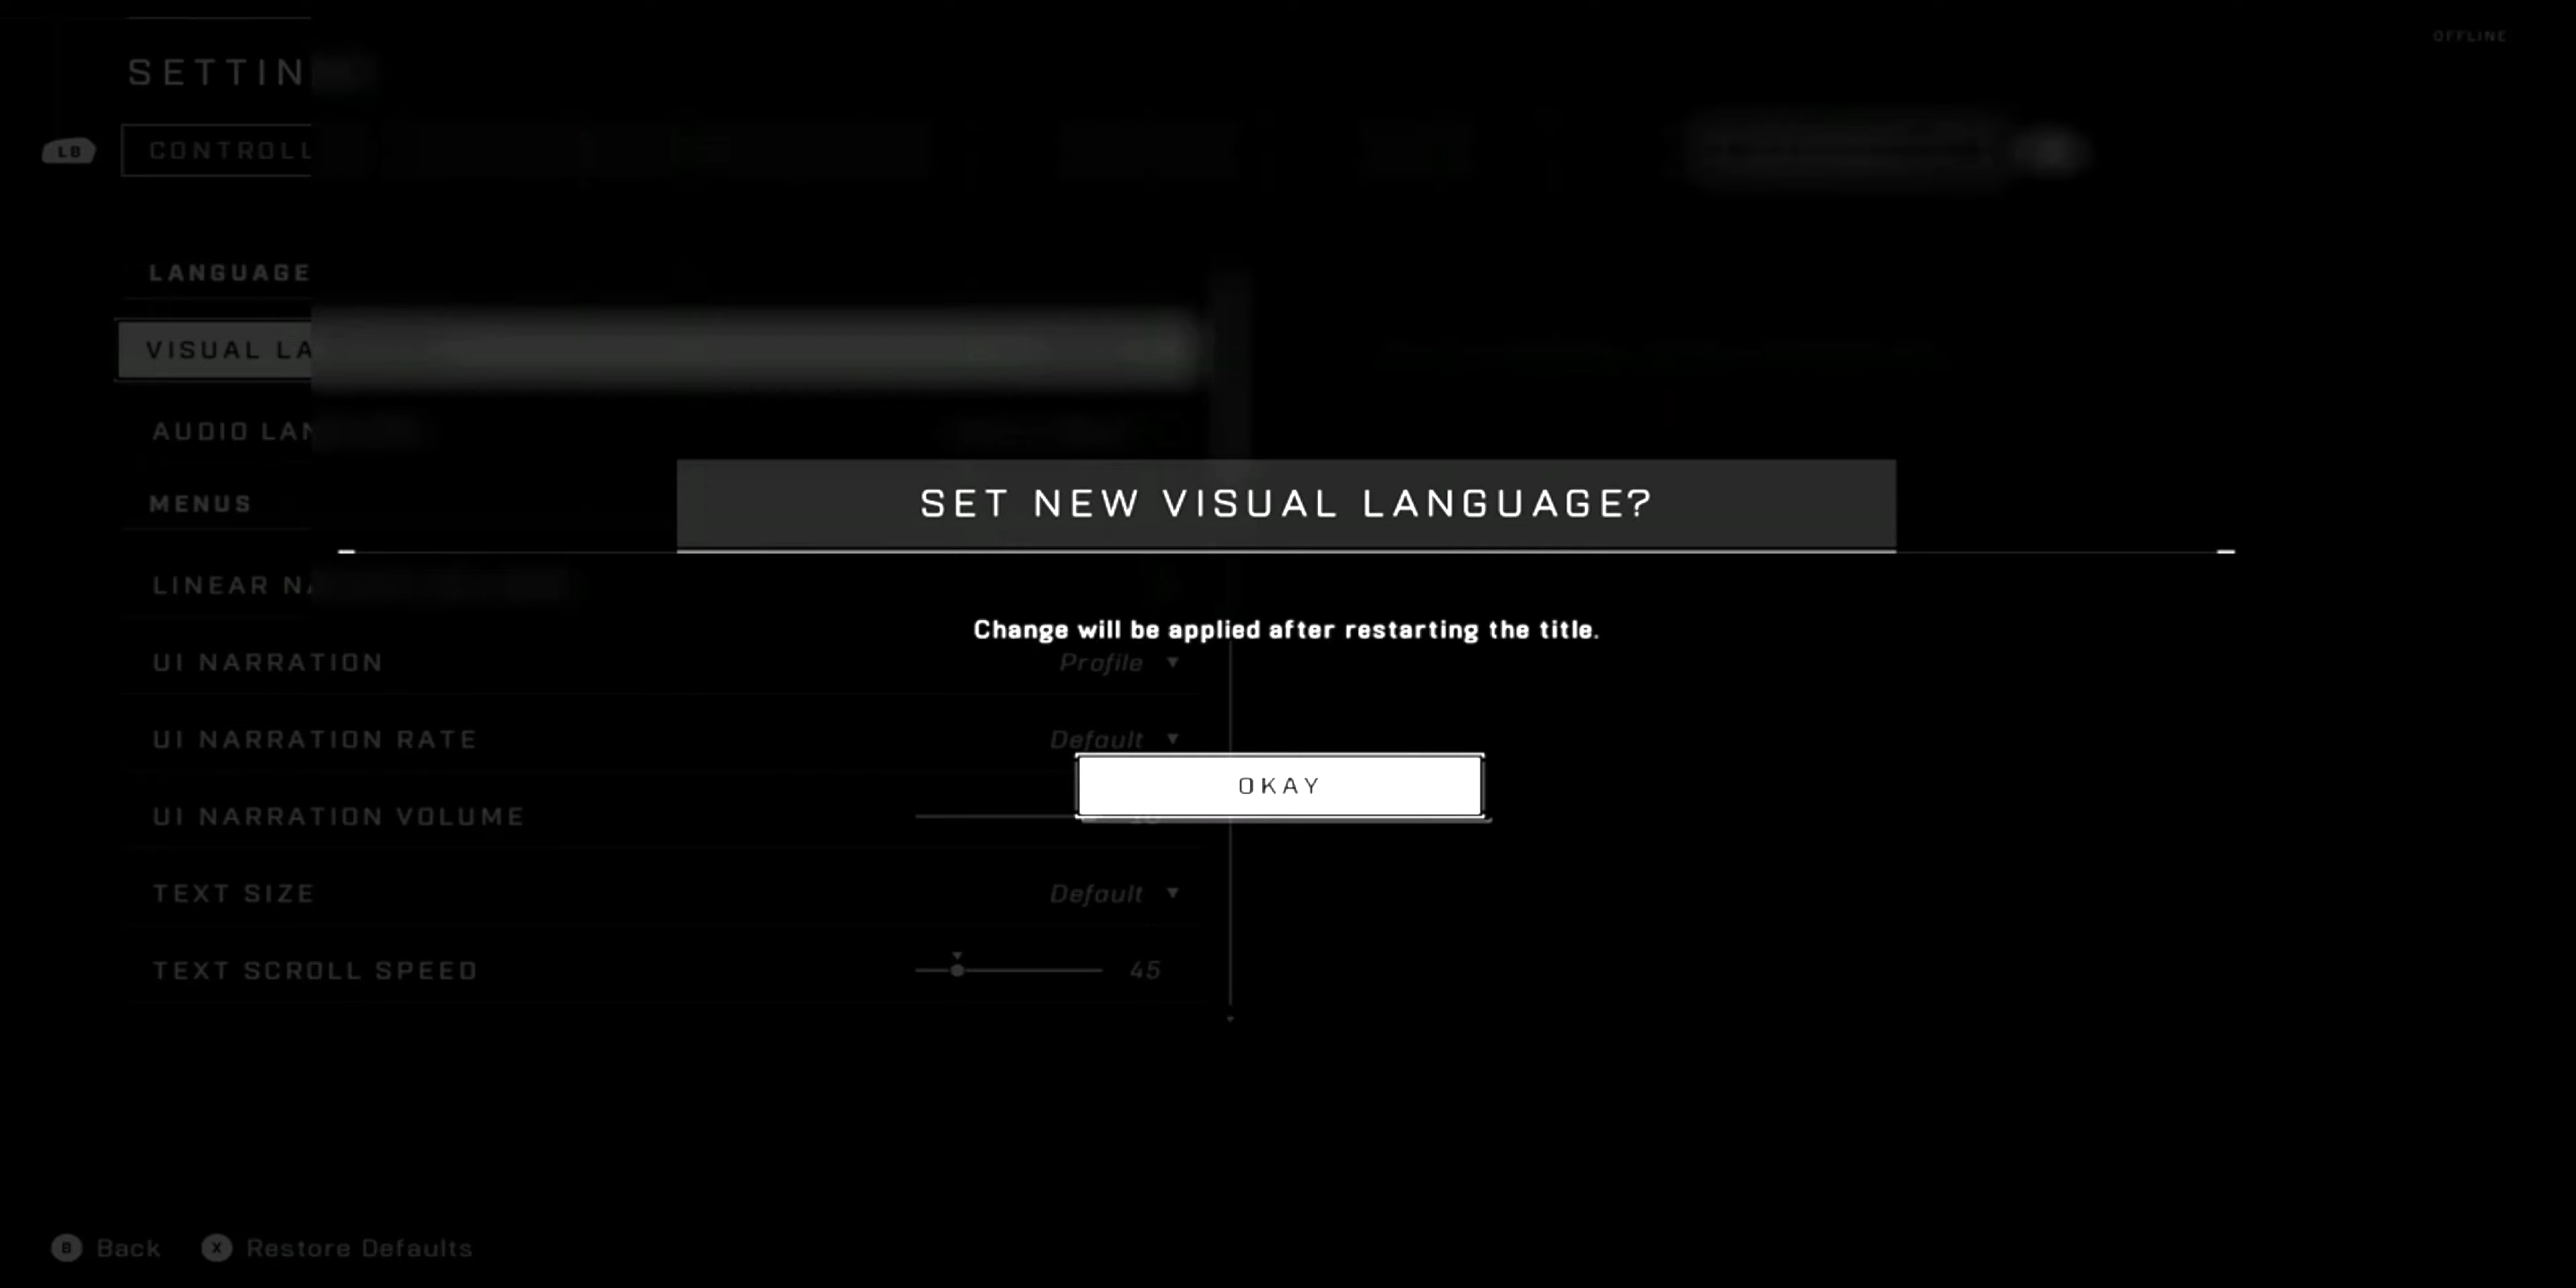 OFFLINE
SETTIN
LB
CONTROLL
LANGUAGE
VISUAL LA
AUDIO LAN
MENUS
SET NEW VISUAL LANGUAGE?
LINEAR NA
Change will be applied after restarting the title.
UI NARRATION Profile
UI NARRATION RATE Default
OKAY
UI NARRATION VOLUME
TEXT SIZE Default
TEXT SCROLL SPEED 45
B Back X Restore Defaults